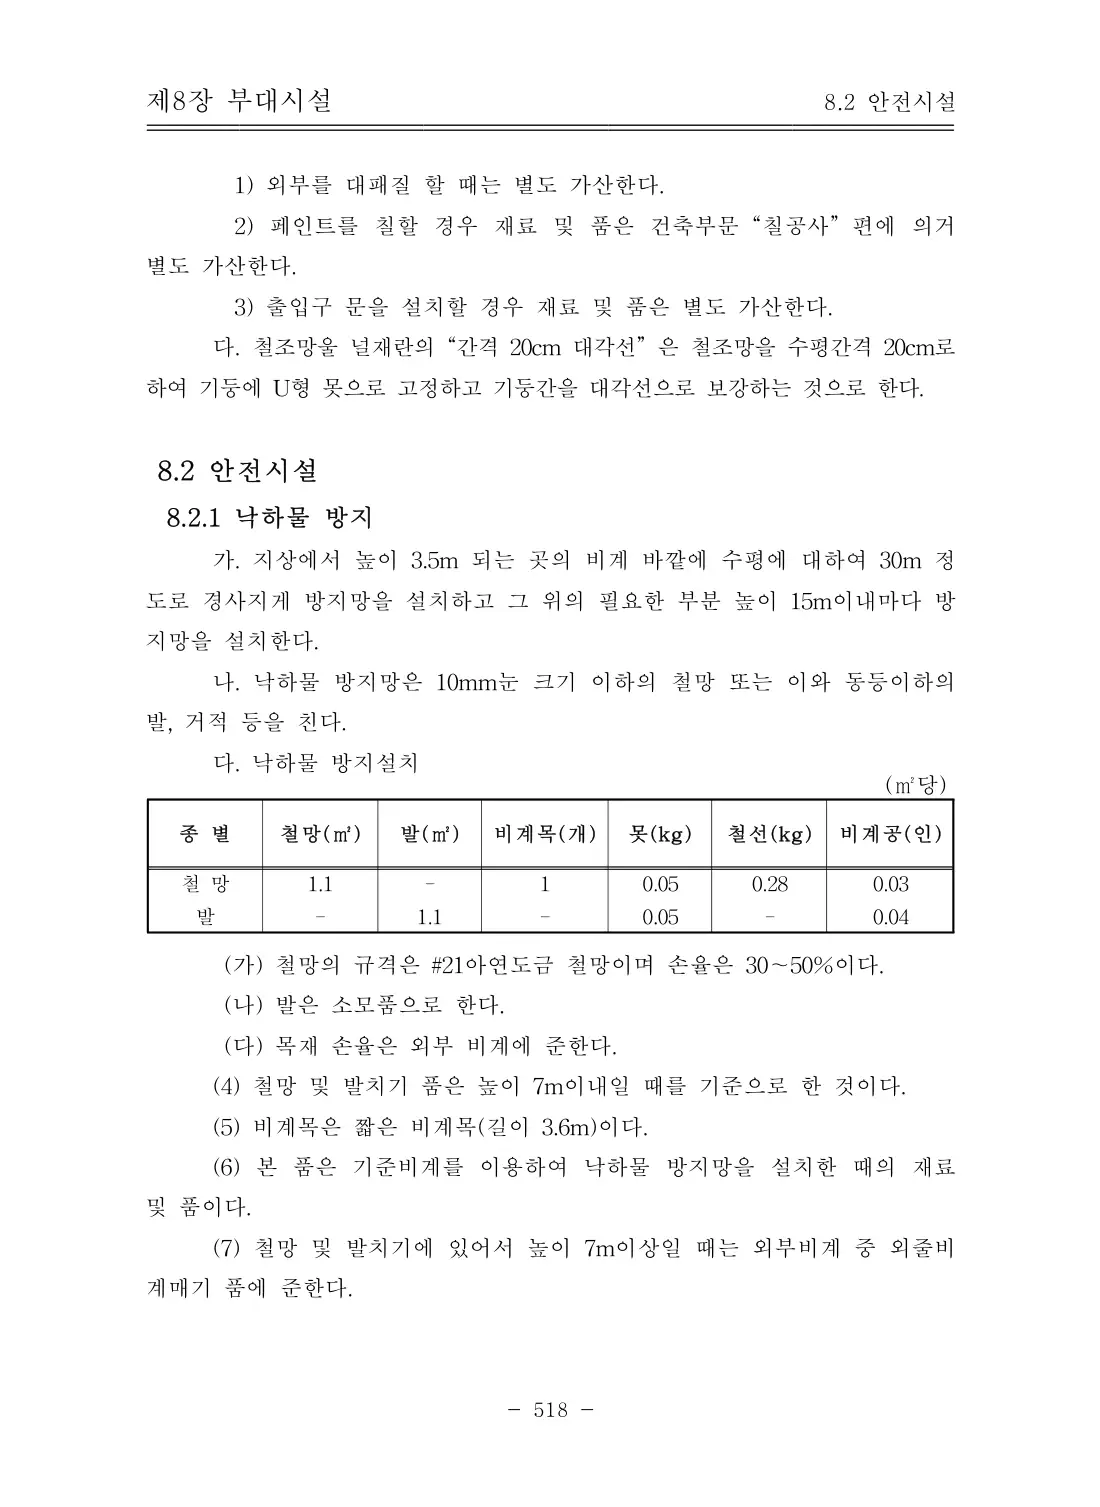 제8장 부대시설
8.2 안전시설
1) 외부를 대패질 할 때는 별도 가산한다.
2) 페인트를 칠할 경우 재료 및 품은 건축부문 “칠공사” 편에 의거
별도 가산한다.
3) 출입구 문을 설치할 경우 재료 및 품은 별도 가산한다.
다. 철조망울 널재란의 “간격 20cm 대각선” 은 철조망을 수평간격 20cm로
하여 기둥에 U형 못으로 고정하고 기둥간을 대각선으로 보강하는 것으로 한다.
8.2 안전시설
8.2.1 낙하물 방지
가. 지상에서 높이 3.5m 되는 곳의 비계 바깥에 수평에 대하여 30m 정
도로 경사지게 방지망을 설치하고 그 위의 필요한 부분 높이 15m이내마다 방
지망을 설치한다.
나. 낙하물 방지망은 10mm눈 크기 이하의 철망 또는 이와 동등이하의
발, 거적 등을 친다.
다. 낙하물 방지설치
(㎡당)
종 별 철망(㎡) 발(㎡) 비계목(개) 못(kg) 철선(kg) 비계공(인)
철 망 1.1 - 1 0.05 0.28 0.03
발 - 1.1 - 0.05 - 0.04
(가) 철망의 규격은 #21아연도금 철망이며 손율은 30～50%이다.
(나) 발은 소모품으로 한다.
(다) 목재 손율은 외부 비계에 준한다.
(4) 철망 및 발치기 품은 높이 7m이내일 때를 기준으로 한 것이다.
(5) 비계목은 짧은 비계목(길이 3.6m)이다.
(6) 본 품은 기준비계를 이용하여 낙하물 방지망을 설치한 때의 재료
및 품이다.
(7) 철망 및 발치기에 있어서 높이 7m이상일 때는 외부비계 중 외줄비
계매기 품에 준한다.
- 518 -